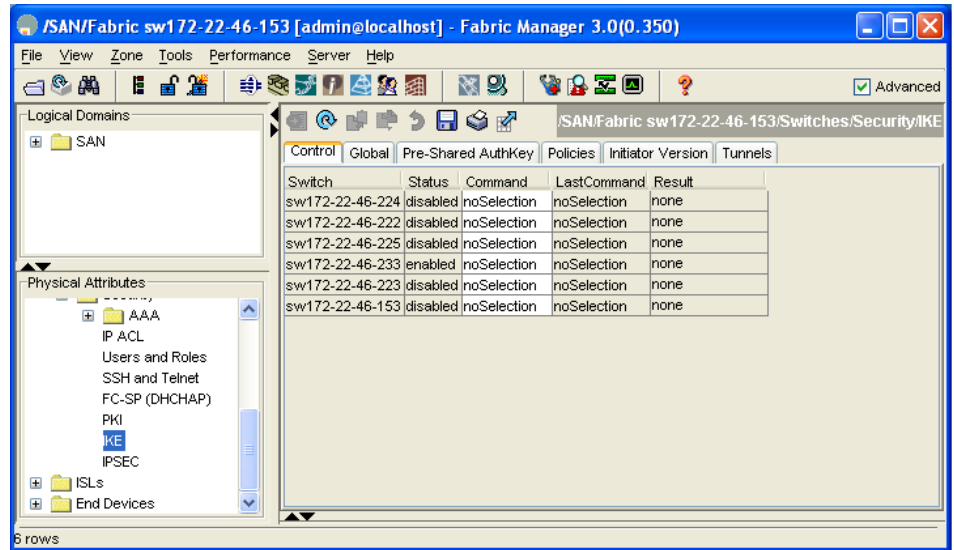 /SAN/Fabric sw172-22-46-153 [admin@localhost] - Fabric Manager 3.0(0.350)
File View Zone Tools Performance Server Help
Advanced
Logical Domains
SAN
/SAN/Fabric sw172-22-46-153/Switches/Security/IKE
Control Global Pre-Shared AuthKey Policies Initiator Version Tunnels
Switch Status Command LastCommand Result
sw172-22-46-224 disabled noSelection noSelection none
sw172-22-46-222 disabled noSelection noSelection none
sw172-22-46-225 disabled noSelection noSelection none
sw172-22-46-233 enabled noSelection noSelection none
sw172-22-46-223 disabled noSelection noSelection none
sw172-22-46-153 disabled noSelection noSelection none
Physical Attributes
AAA
IP ACL
Users and Roles
SSH and Telnet
FC-SP (DHCHAP)
PKI
IKE
IPSEC
ISLs
End Devices
6 rows